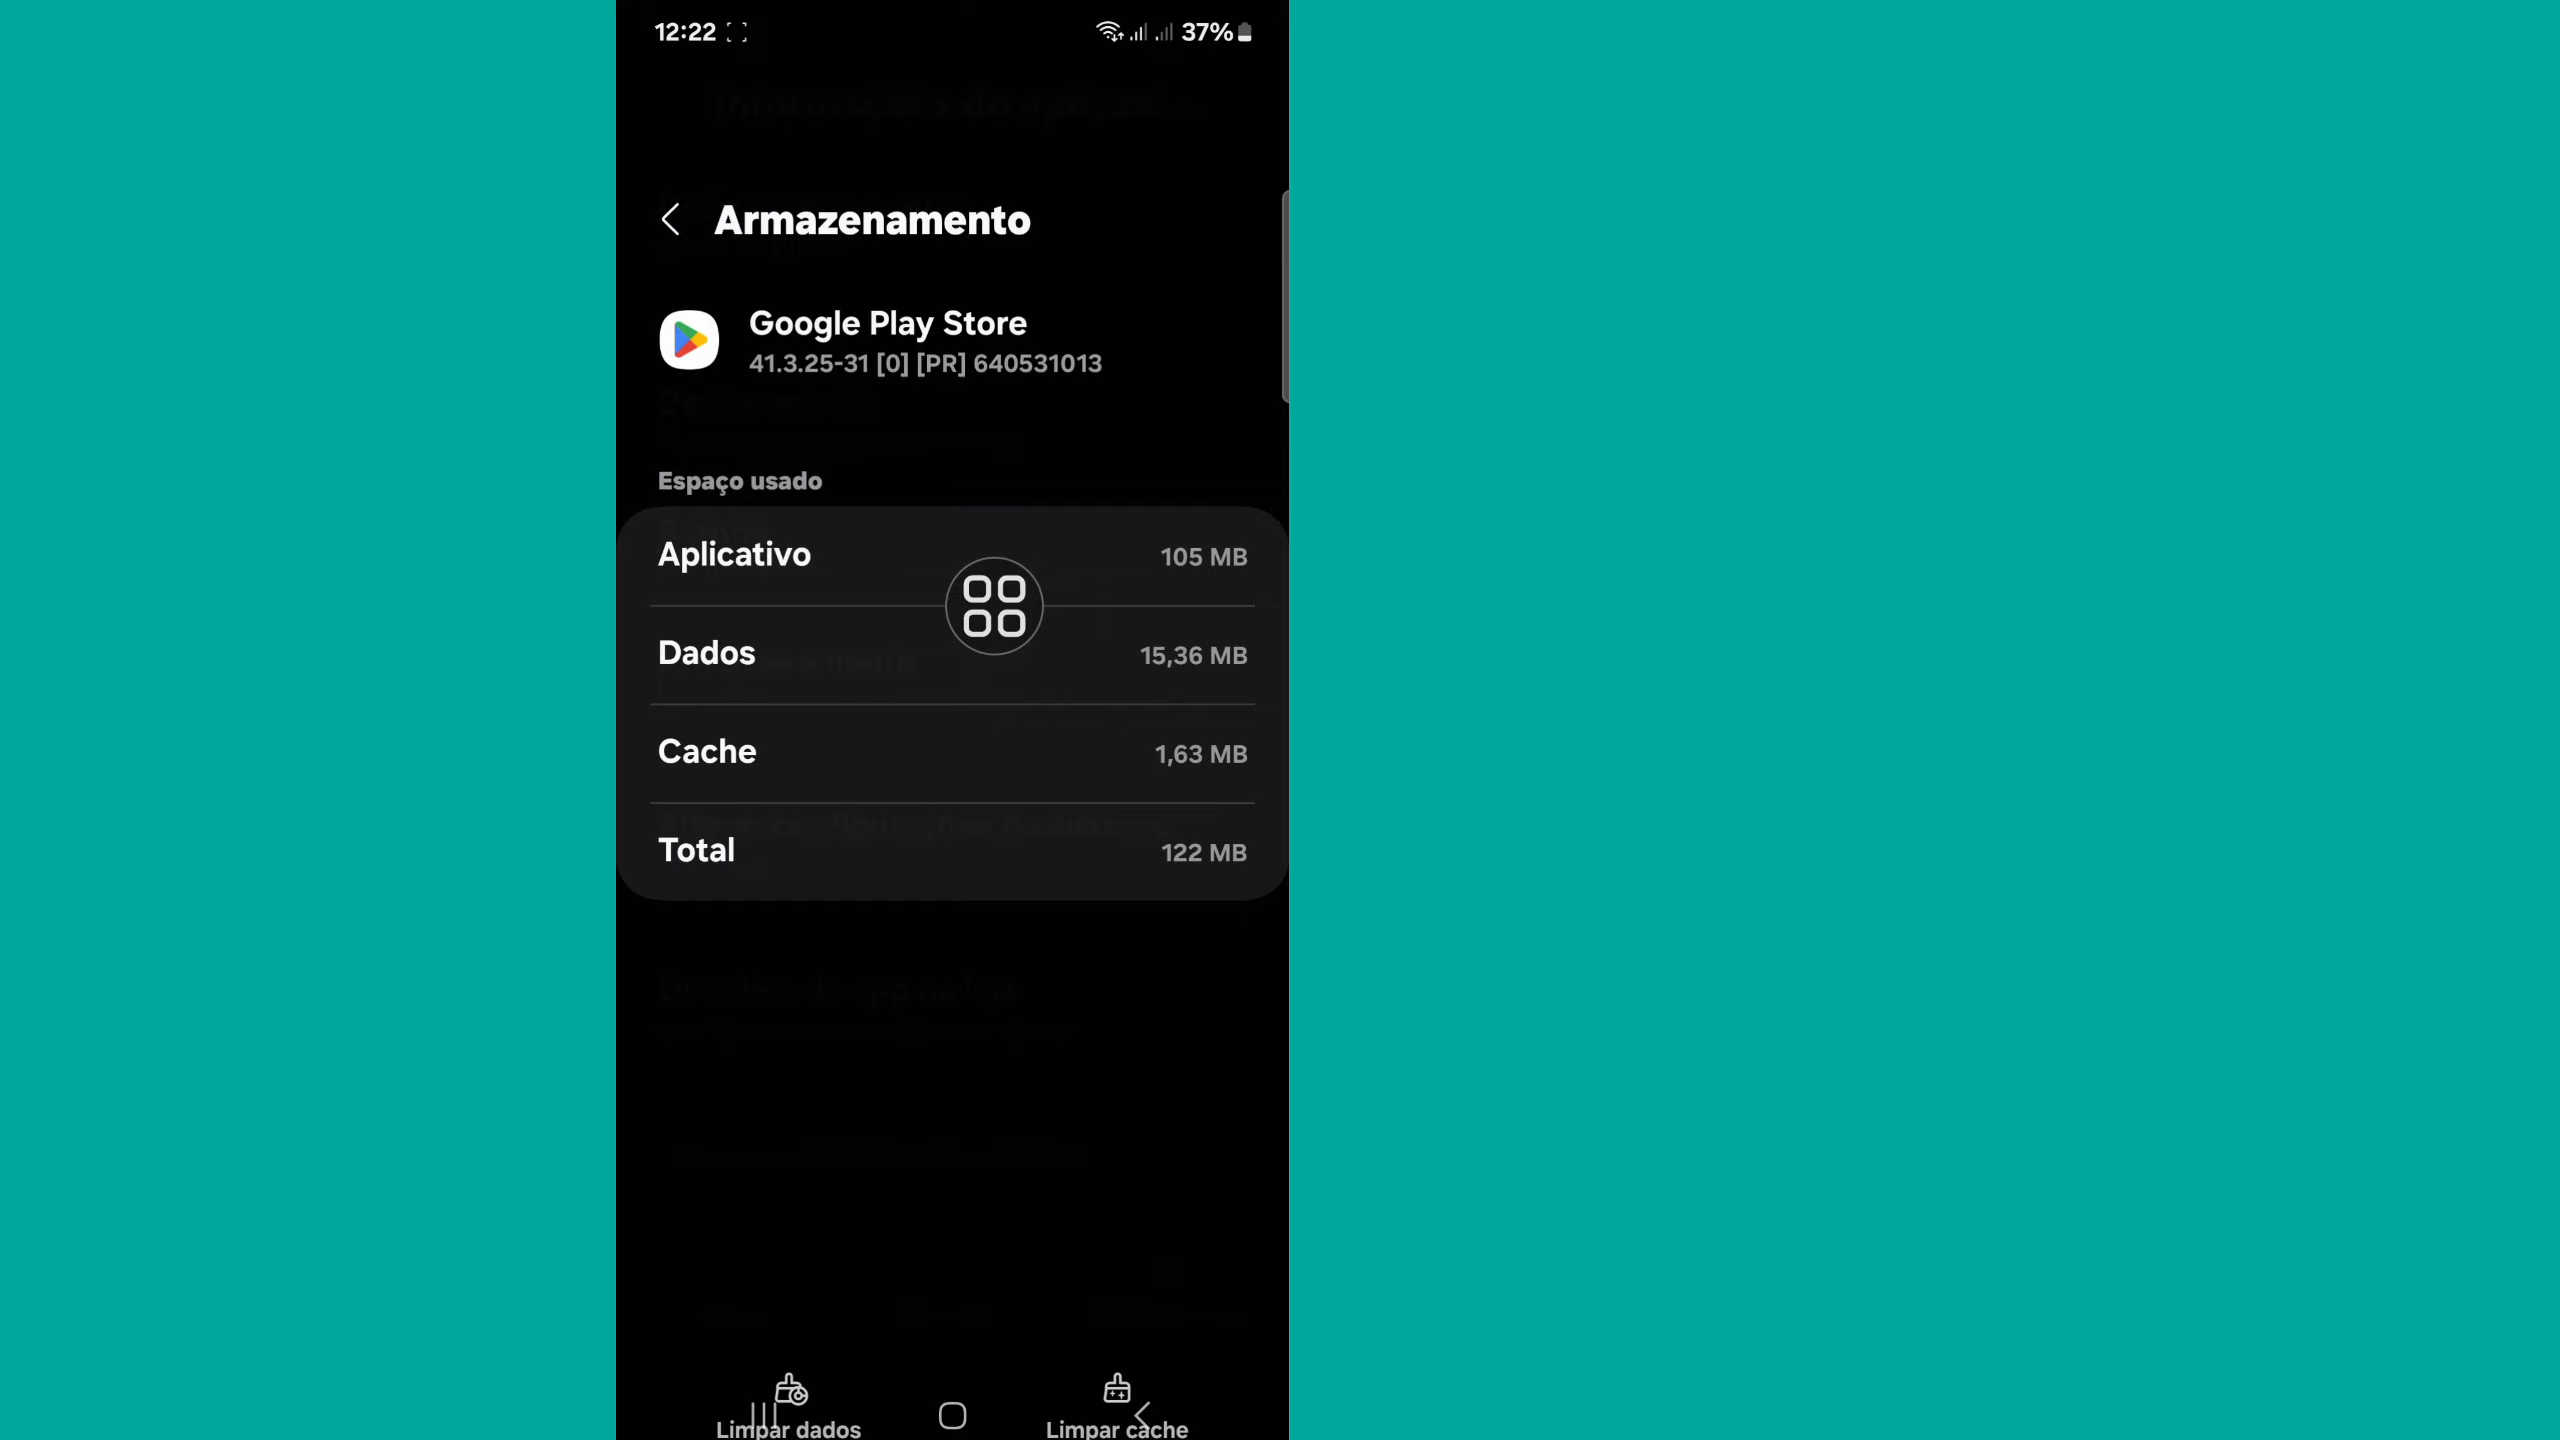 12:22
37%
Armazenamento
Google Play Store
41.3.25-31 [0] [PR] 640531013
Espaço usado
Aplicativo 105 MB
Dados 15,36 MB
Cache 1,63 MB
Total 122 MB
Limpar dados
Limpar cache